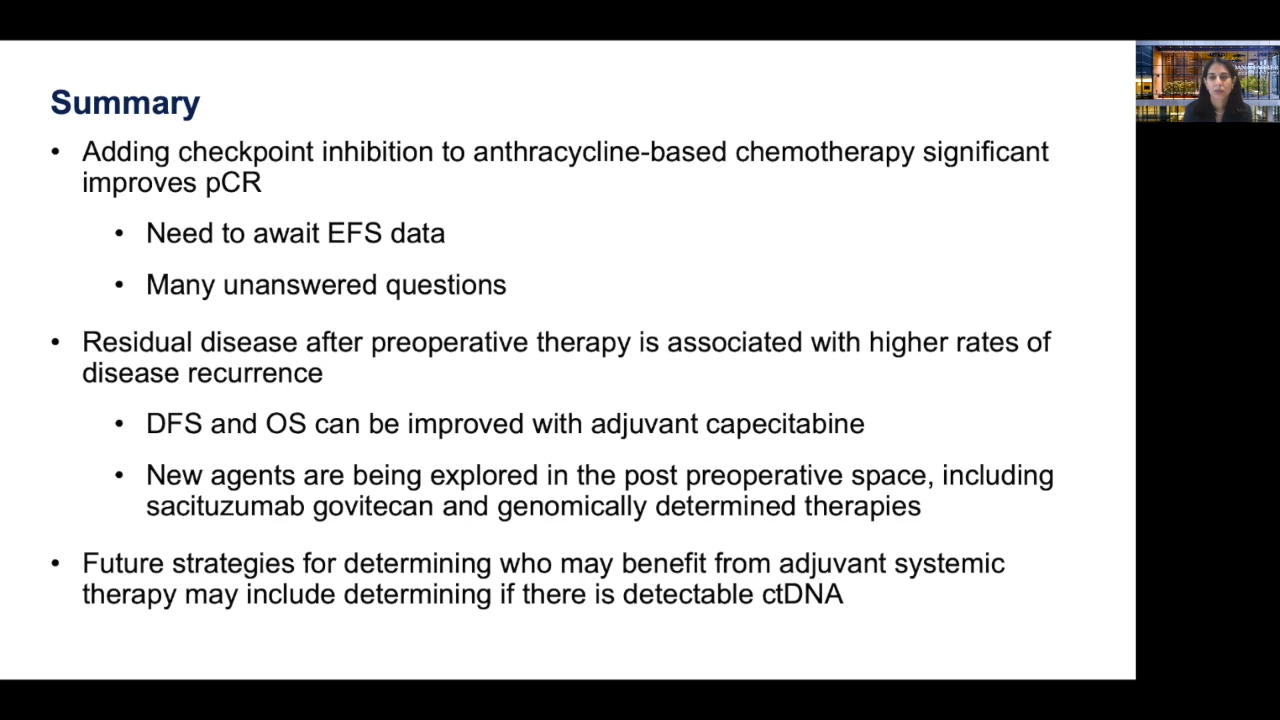 Summary
• Adding checkpoint inhibition to anthracycline-based chemotherapy significant
improves pCR
• Need to await EFS data
• Many unanswered questions
• Residual disease after preoperative therapy is associated with higher rates of
disease recurrence
• DFS and OS can be improved with adjuvant capecitabine
• New agents are being explored in the post preoperative space, including
sacituzumab govitecan and genomically determined therapies
• Future strategies for determining who may benefit from adjuvant systemic
therapy may include determining if there is detectable ctDNA